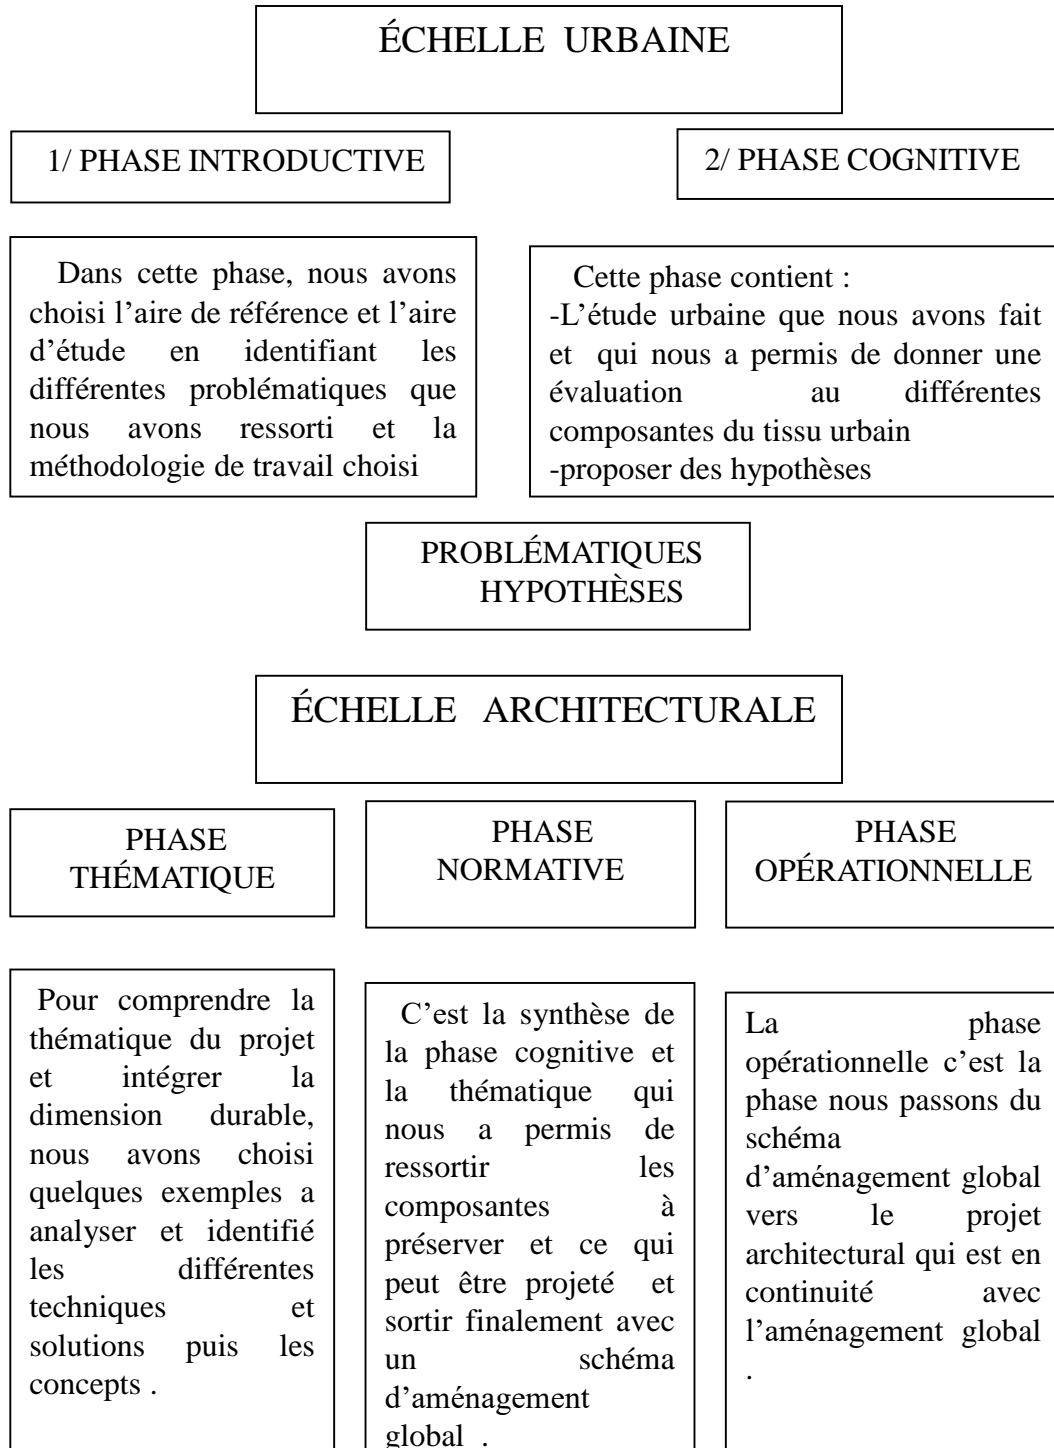 ÉCHELLE URBAINE
1/ PHASE INTRODUCTIVE
2/ PHASE COGNITIVE
Dans cette phase, nous avons
choisi l’aire de référence et l’aire
d’étude en identifiant les
différentes problématiques que
nous avons ressorti et la
méthodologie de travail choisi
Cette phase contient :
-L’étude urbaine que nous avons fait
et qui nous a permis de donner une
évaluation au différentes
composantes du tissu urbain
-proposer des hypothèses
PROBLÉMATIQUES
HYPOTHÈSES
ÉCHELLE ARCHITECTURALE
PHASE
THÉMATIQUE
PHASE
NORMATIVE
PHASE
OPÉRATIONNELLE
Pour comprendre la
thématique du projet
et intégrer la
dimension durable,
nous avons choisi
quelques exemples a
analyser et identifié
les différentes
techniques et
solutions puis les
concepts .
C’est la synthèse de
la phase cognitive et
la thématique qui
nous a permis de
ressortir les
composantes à
préserver et ce qui
peut être projeté et
sortir finalement avec
un schéma
d’aménagement
global .
La phase
opérationnelle c’est la
phase nous passons du
schéma
d’aménagement global
vers le projet
architectural qui est en
continuité avec
l’aménagement global
.